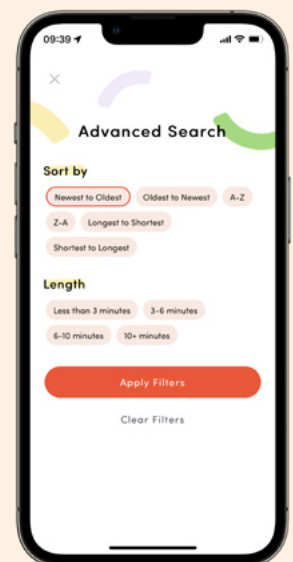 09:39
Advanced Search
Sort by
Newest to Oldest Oldest to Newest A-Z
Z-A Longest to Shortest
Shortest to Longest
Length
Less than 3 minutes 3-6 minutes
6-10 minutes 10+ minutes
Apply Filters
Clear Filters